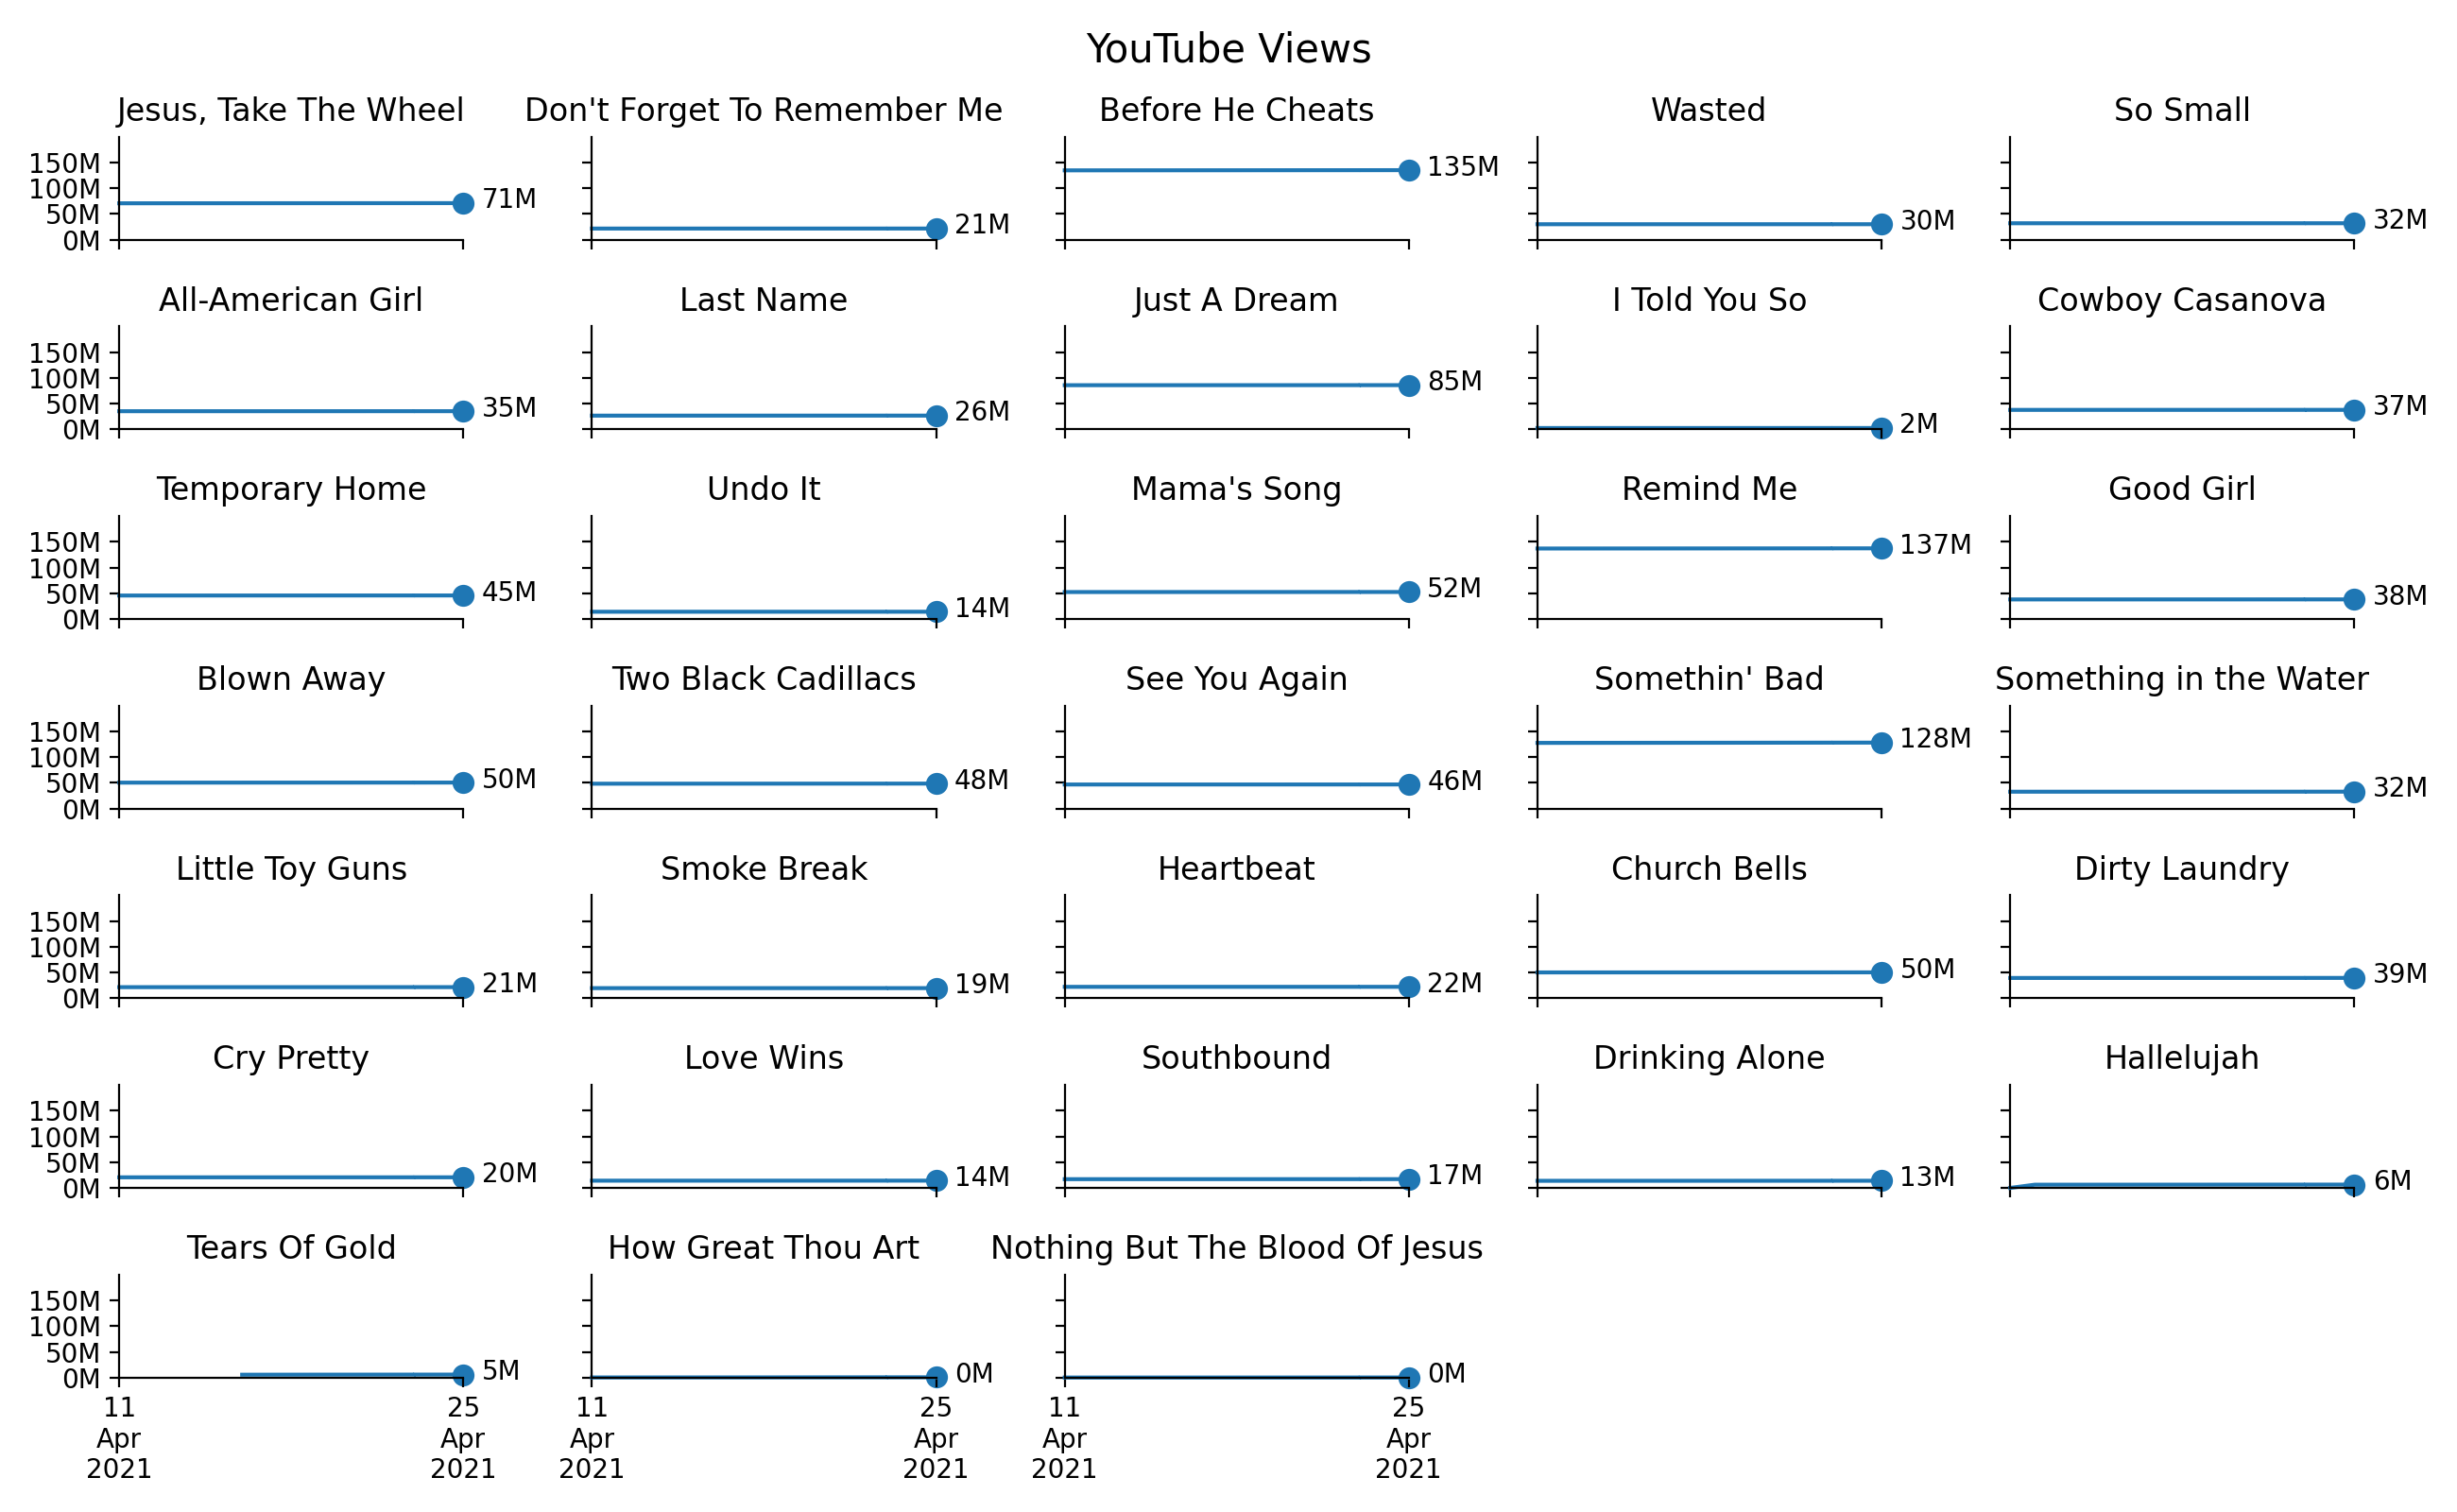 YouTube Views
Jesus, Take The Wheel
150M
100M
50M
0M
71M
Don't Forget To Remember Me
21M
Before He Cheats
135M
Wasted
30M
So Small
32M
All-American Girl
150M
100M
50M
0M
35M
Last Name
26M
Just A Dream
85M
I Told You So
2M
Cowboy Casanova
37M
Temporary Home
150M
100M
50M
0M
45M
Undo It
14M
Mama's Song
52M
Remind Me
137M
Good Girl
38M
Blown Away
150M
100M
50M
0M
50M
Two Black Cadillacs
48M
See You Again
46M
Somethin' Bad
128M
Something in the Water
32M
Little Toy Guns
150M
100M
50M
0M
21M
Smoke Break
19M
Heartbeat
22M
Church Bells
50M
Dirty Laundry
39M
Cry Pretty
150M
100M
50M
0M
20M
Love Wins
14M
Southbound
17M
Drinking Alone
13M
Hallelujah
6M
Tears Of Gold
150M
100M
50M
0M
5M
11
Apr
2021
25
Apr
2021
How Great Thou Art
0M
11
Apr
2021
25
Apr
2021
Nothing But The Blood Of Jesus
0M
11
Apr
2021
25
Apr
2021